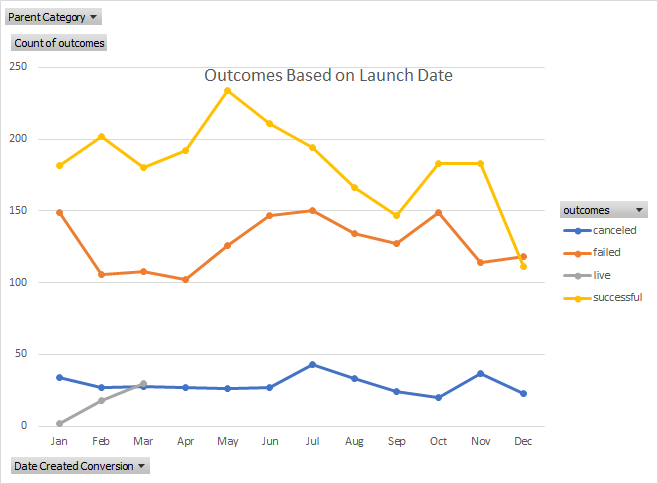 Parent Category
Count of outcomes
Outcomes Based on Launch Date
250
200
150
100
50
0
Jan Feb Mar Apr May Jun Jul Aug Sep Oct Nov Dec
outcomes
canceled
failed
live
successful
Date Created Conversion